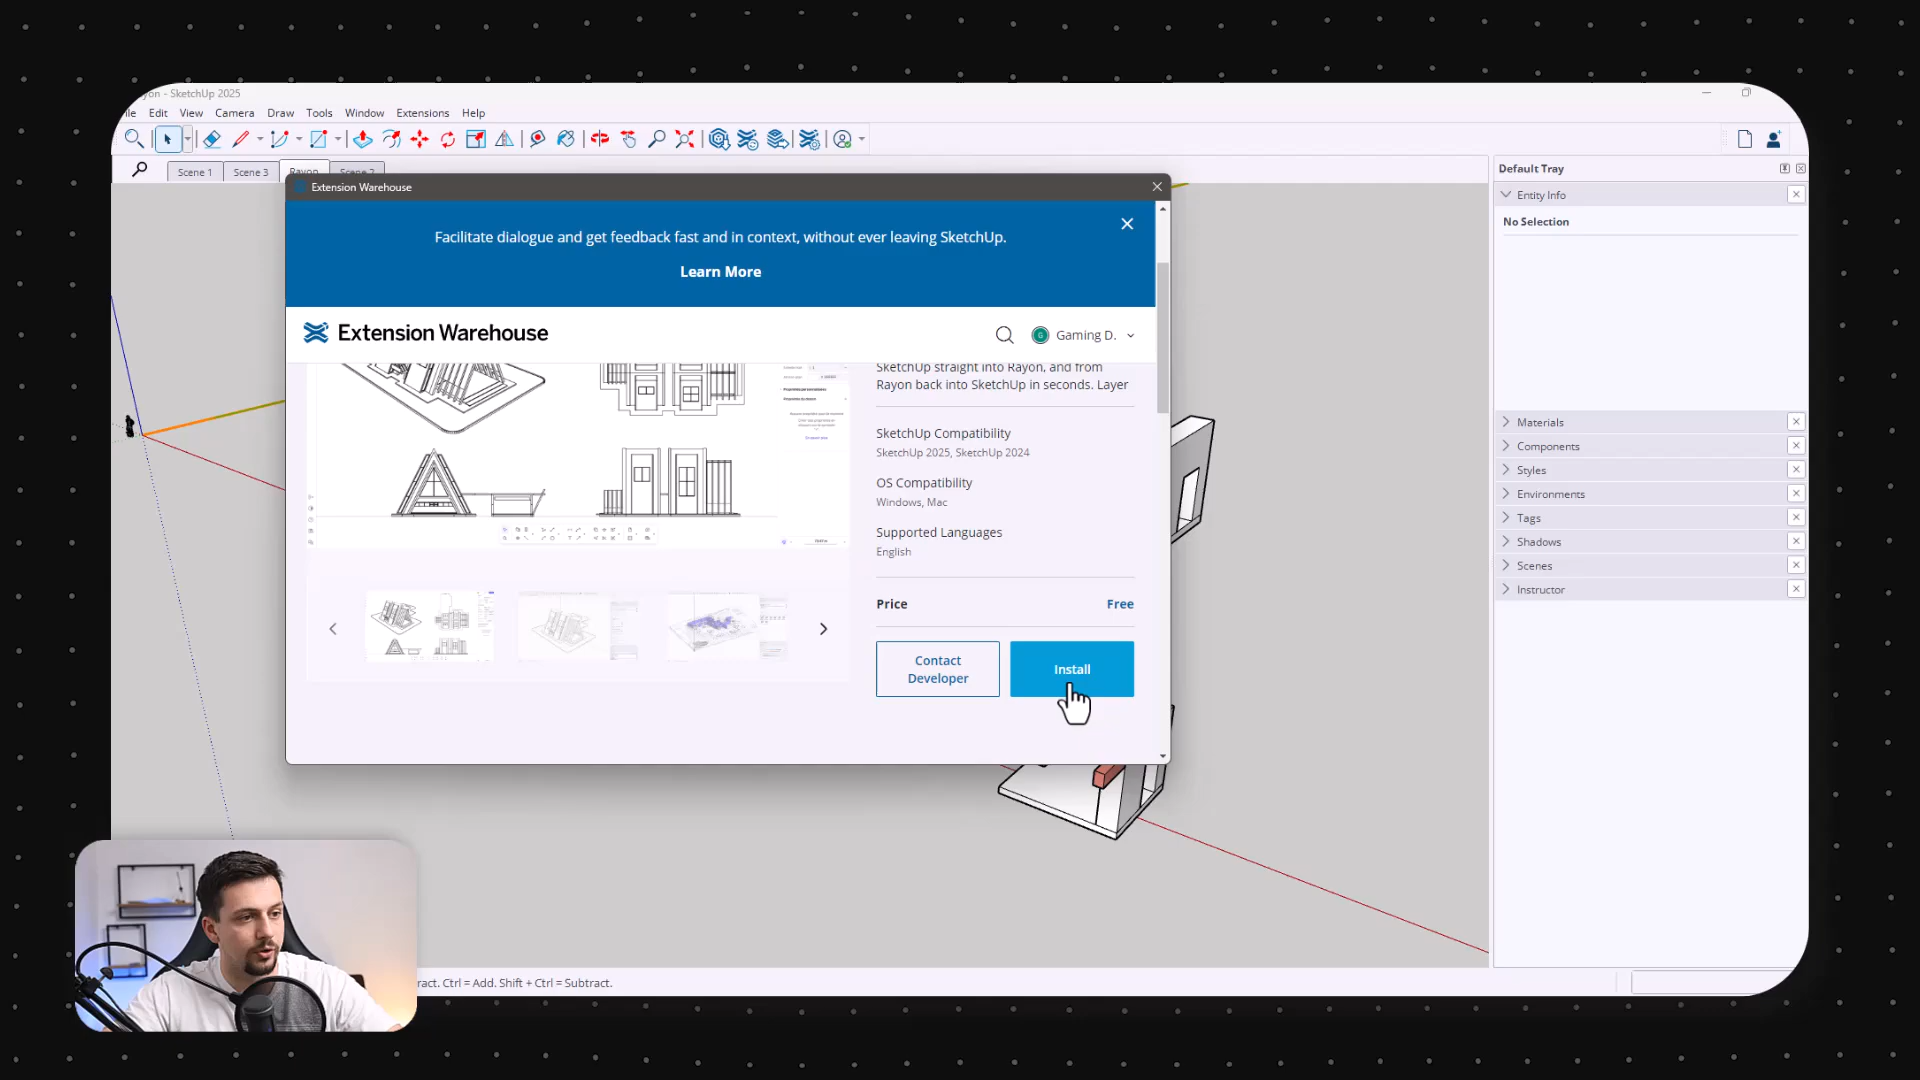 yon - SketchUp 2025
ile Edit View Camera Draw Tools Window Extensions Help
Scene 1 Scene 3 Rayon Scene 2
Extension Warehouse
Facilitate dialogue and get feedback fast and in context, without ever leaving SketchUp.
Learn More
Extension Warehouse
G Gaming D.
SketchUp straight into Rayon, and from
Rayon back into SketchUp in seconds. Layer
SketchUp Compatibility
SketchUp 2025, SketchUp 2024
OS Compatibility
Windows, Mac
Supported Languages
English
Price Free
Contact
Developer
Install
Default Tray
Entity Info
No Selection
Materials
Components
Styles
Environments
Tags
Shadows
Scenes
Instructor
ract. Ctrl = Add. Shift + Ctrl = Subtract.